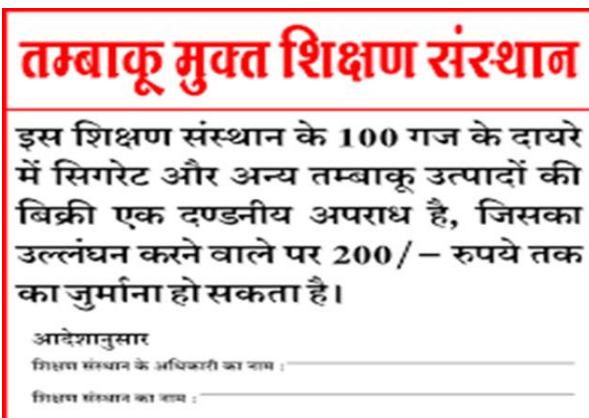 तम्बाकू मुक्त शिक्षण संस्थान
इस शिक्षण संस्थान के 100 गज के दायरे
में सिगरेट और अन्य तम्बाकू उत्पादों की
बिक्री एक दण्डनीय अपराध है, जिसका
उल्लंघन करने वाले पर 200/– रुपये तक
का जुर्माना हो सकता है।
आदेशानुसार
शिक्षण संस्थान के अधिकारी का नाम :
शिक्षण संस्थान का नाम :